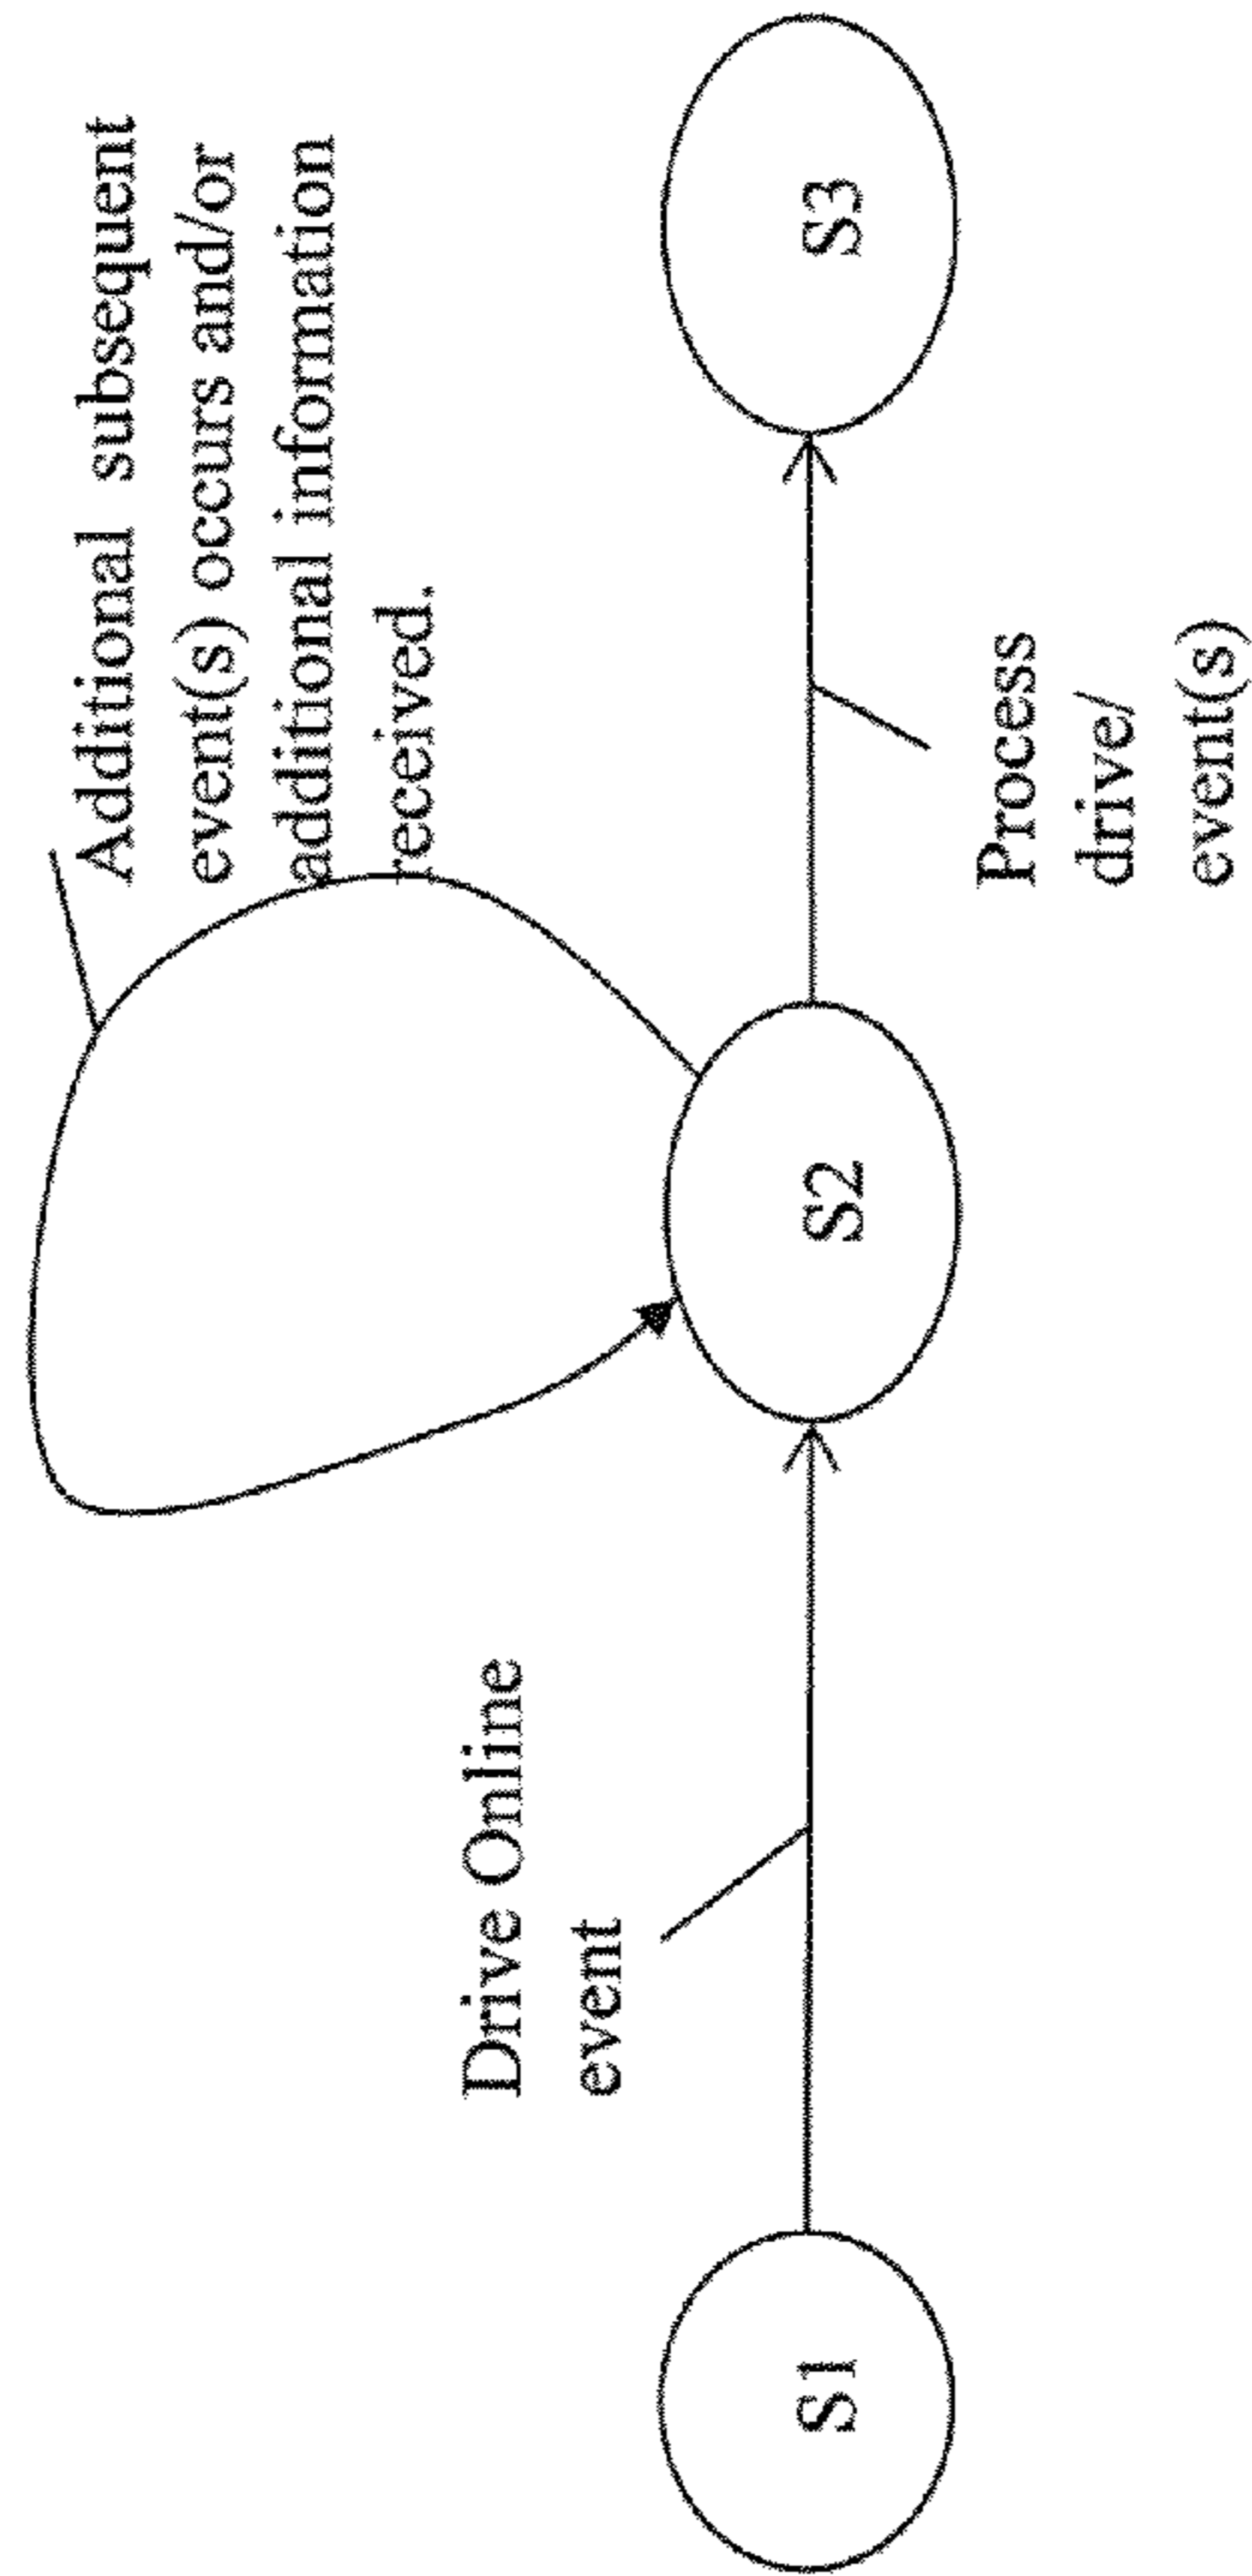 Additional subsequent
event(s) occurs and/or
additional information
received.
Drive Online
event
S1
S2
S3
Process
drive/
event(s)